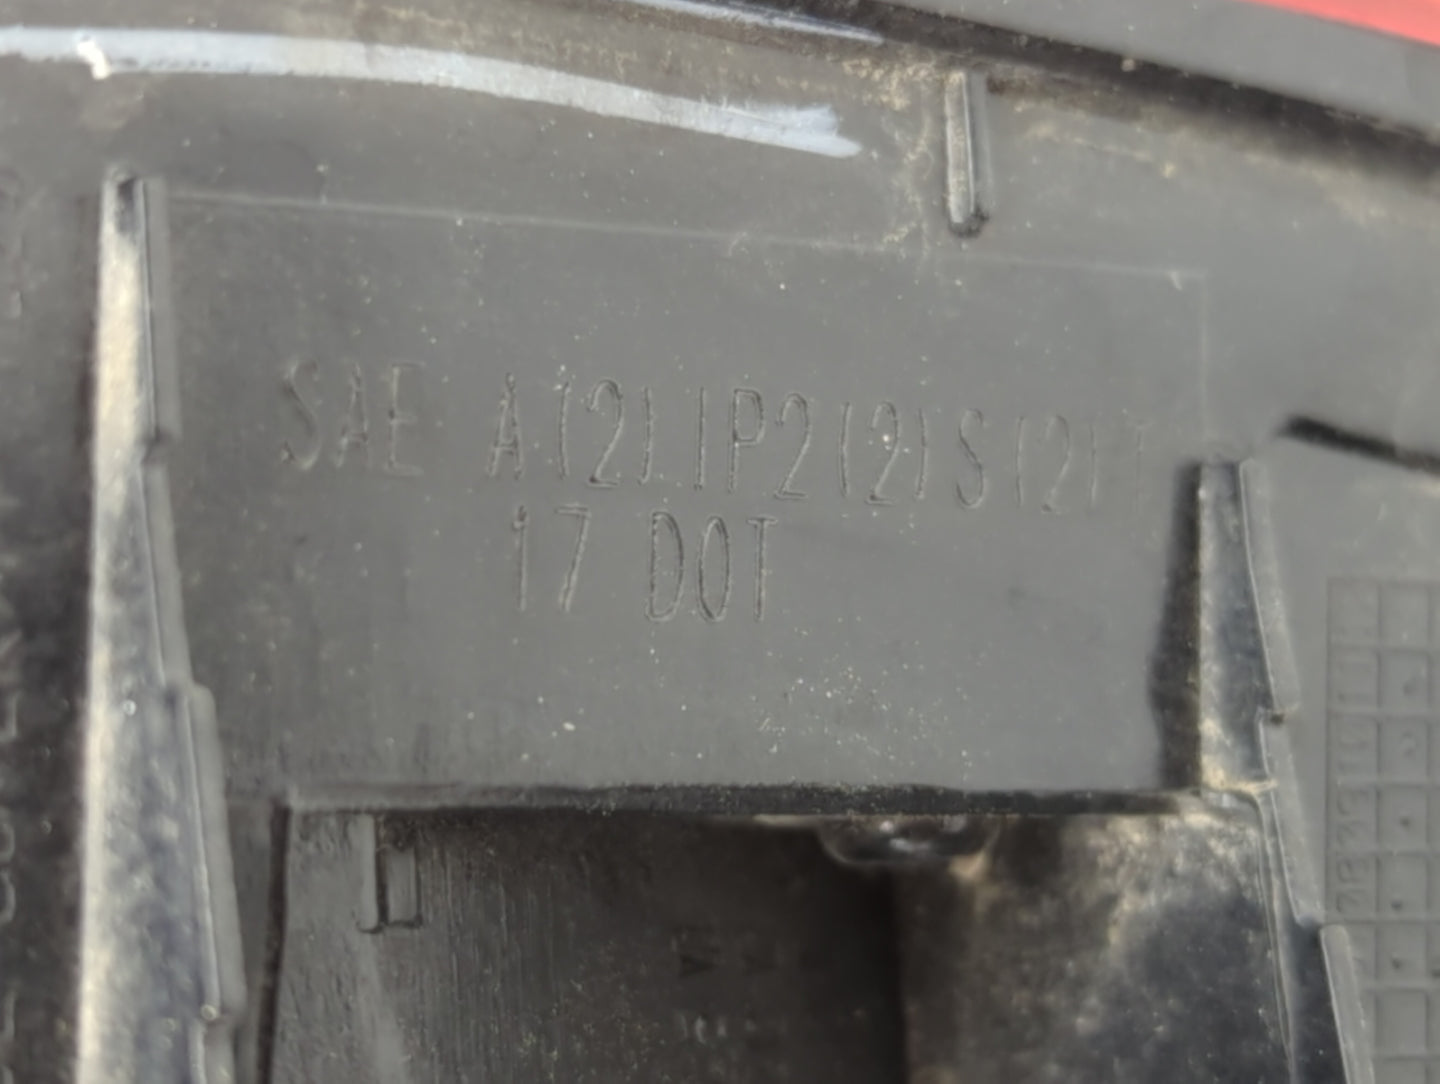 SAE A(2).IP2(2)S(2)T
17 DOT